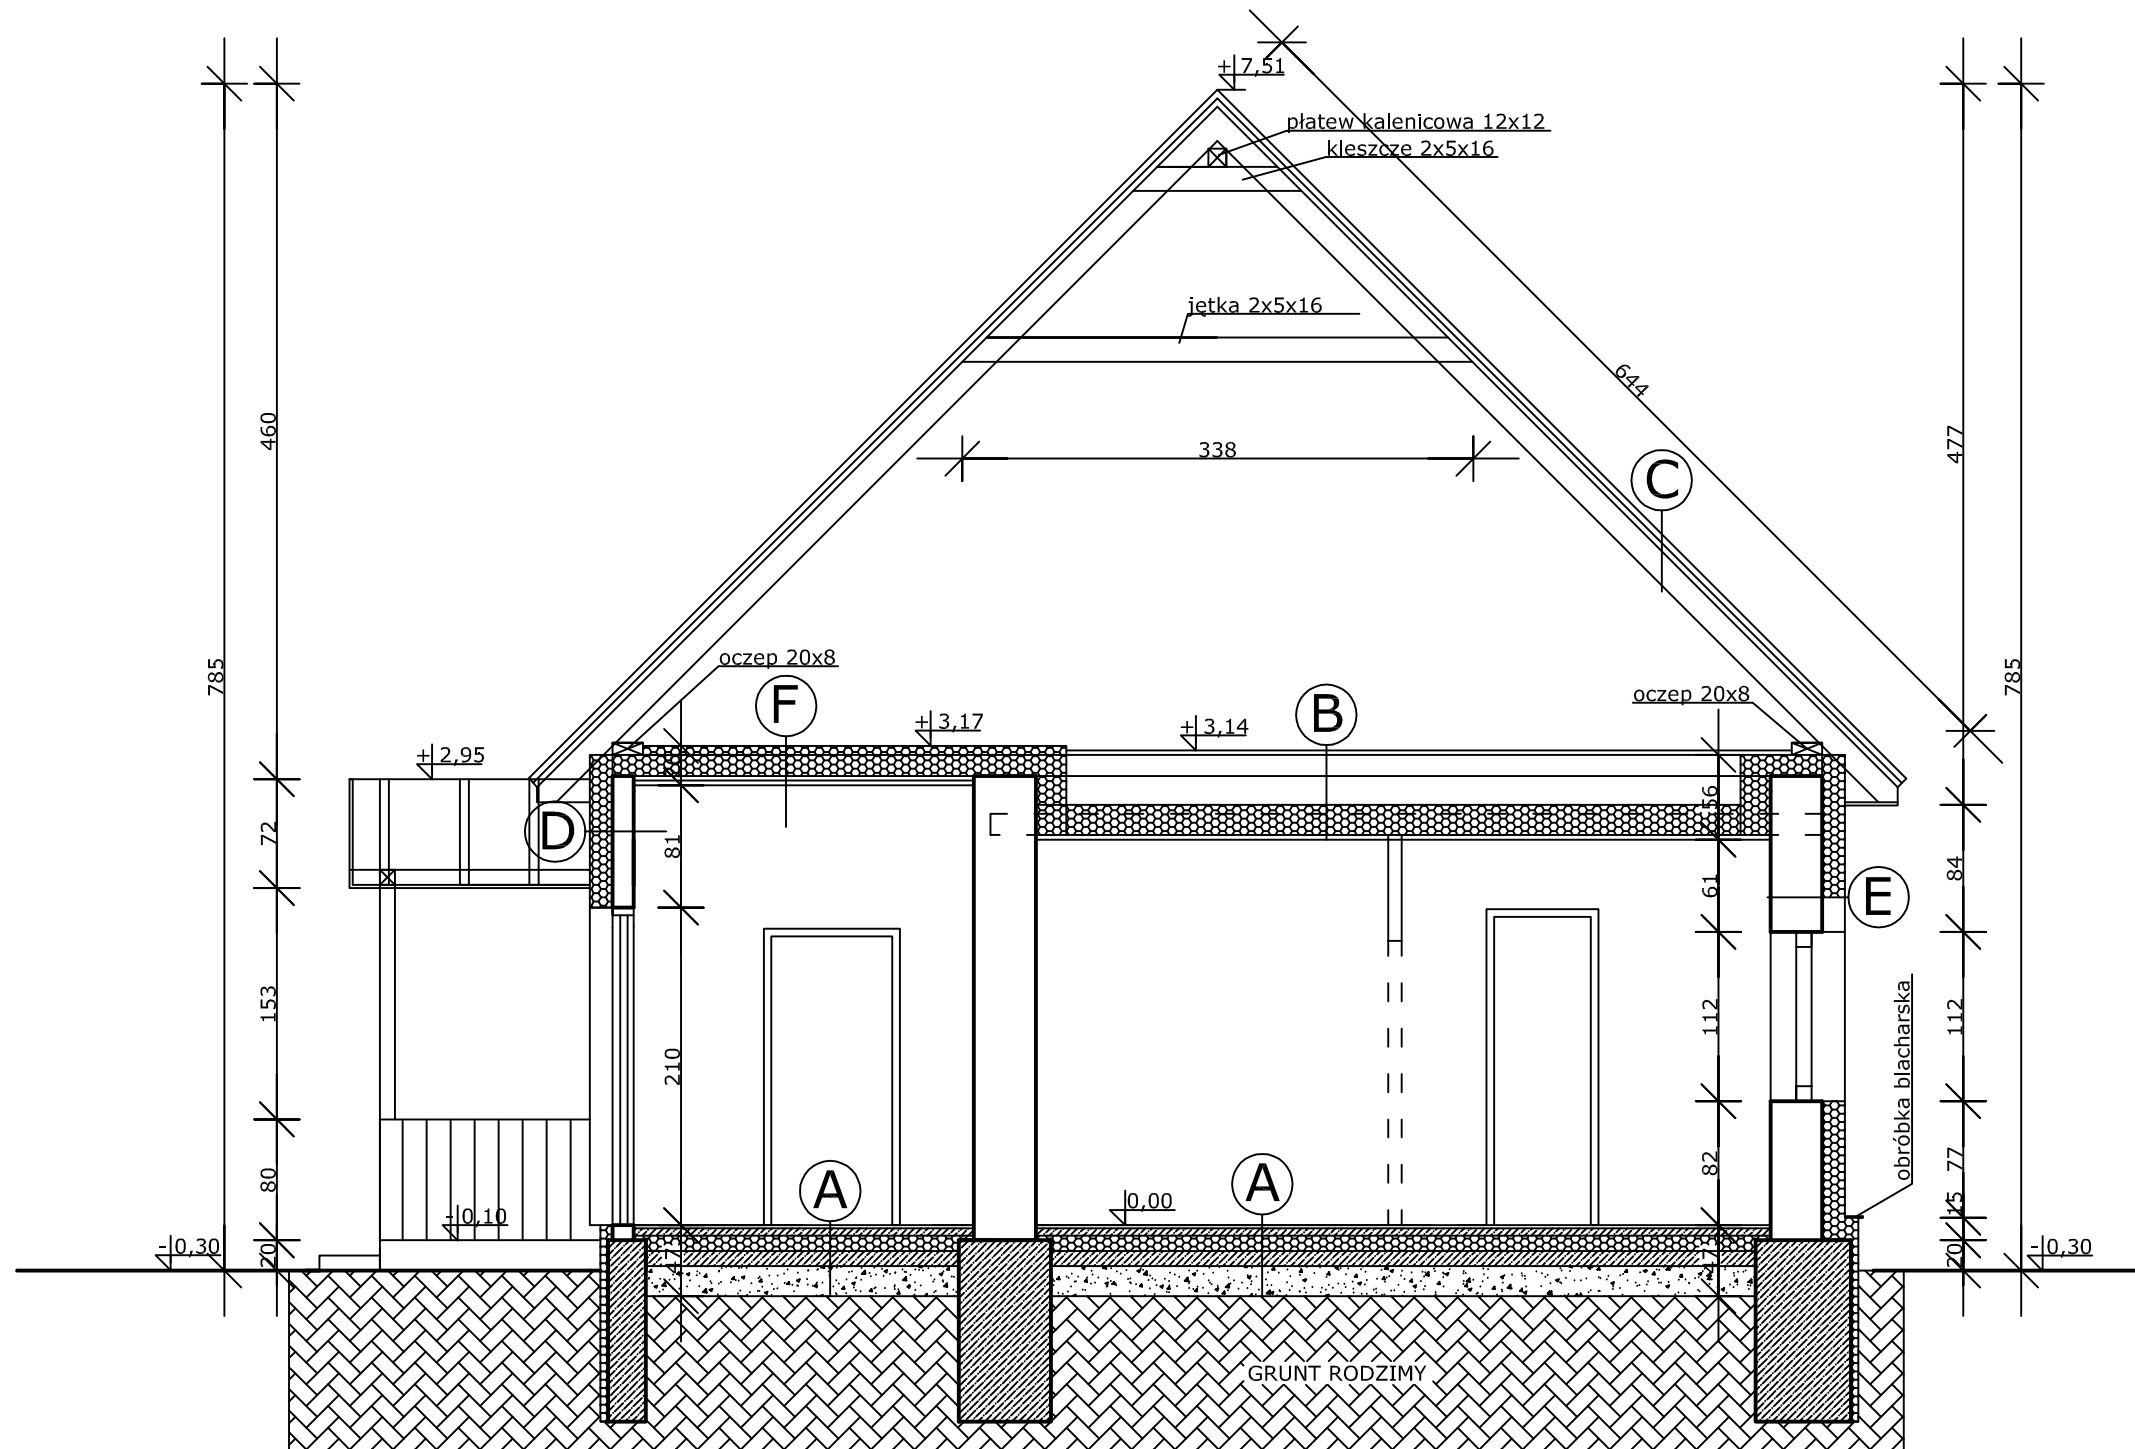 +7,51
płatew kalenicowa 12x12
kleszcze 2x5x16
jętka 2x5x16
644
460
338
477
C
785
785
oczep 20x8
F
B
oczep 20x8
+3,17
+3,14
+2,95
56
72
D
81
84
61
E
153
112
112
210
obróbka blacharska
80
A
A
82
77
0,00
-0,10
15
-0,30
20
473
473
20
-0,30
GRUNT RODZIMY